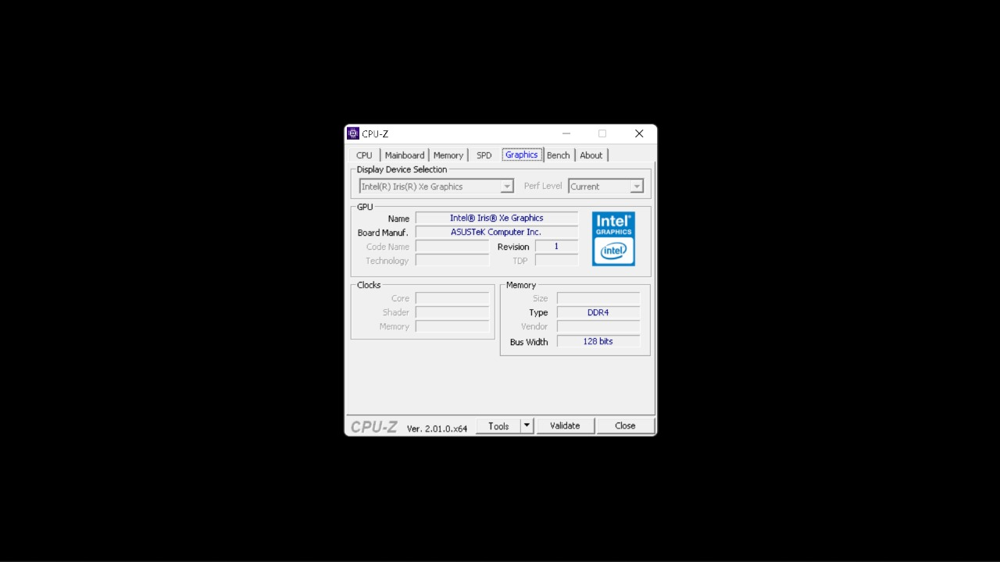 CPU-Z
CPU Mainboard Memory SPD Graphics Bench About
Display Device Selection
Intel(R) Iris(R) Xe Graphics Perf Level Current
GPU
Name Intel® Iris® Xe Graphics
Board Manuf. ASUSTeK Computer Inc.
Code Name Revision 1
Technology TDP
Intel®
GRAPHICS
intel
Clocks
Core
Shader
Memory
Memory
Size
Type DDR4
Vendor
Bus Width 128 bits
CPU-Z Ver. 2.01.0.x64 Tools Validate Close